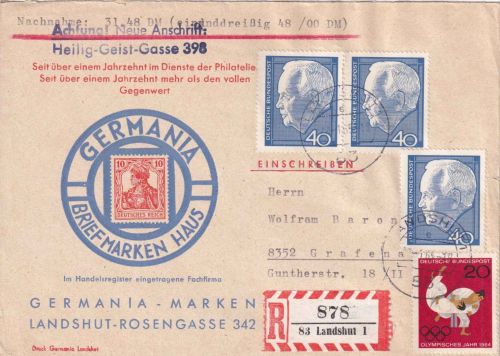 Nachnahme: 31.48 DM (einunddreißig 48 /00 DM)
Achtung! Neue Anschrift:
Heilig-Geist-Gasse 398
Seit über einem Jahrzehnt im Dienste der Philatelie
Seit über einem Jahrzehnt mehr als den vollen
Gegenwert
GERMANIA
10 10
DEUTSCHES REICH
BRIEFMARKEN HAUS
Im Handelsregister eingetragene Fachfirma
GERMANIA - MARKEN
LANDSHUT-ROSENGASSE 342
Druck Germania Landshut
DEUTSCHE BUNDESPOST
40
DEUTSCHE BUNDESPOST
40
EINSCHREIBEN
Herrn
Wolfram Baron
8352 Grafenau
Guntherstr. 18 II
DEUTSCHE BUNDESPOST
40
R
878
83 Landshut 1
DEUTSCHE BUNDESPOST
20
OLYMPISCHES JAHR 1964